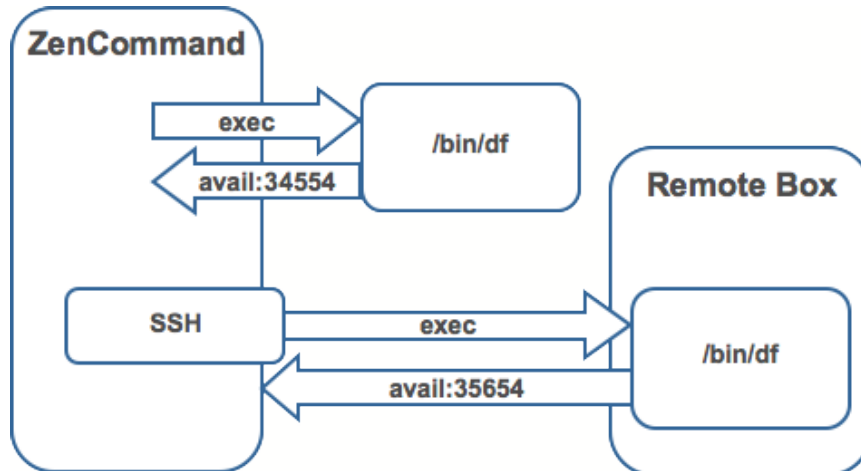 ZenCommand
exec
/bin/df
avail:34554
Remote Box
SSH
exec
/bin/df
avail:35654